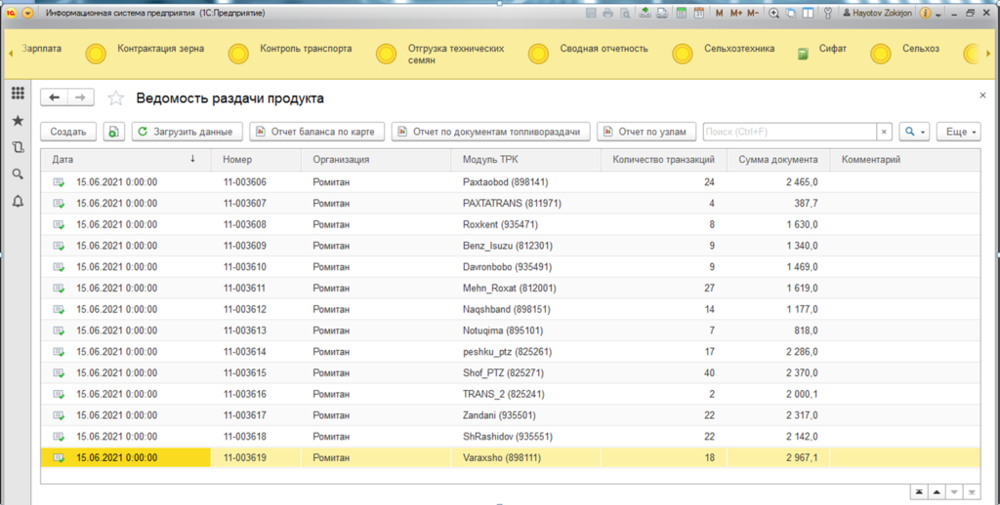 Информационная система предприятия (1С:Предприятие) M M+ M- Hayotov Zokirjon
Зарплата Контрактация зерна Контроль транспорта Отгрузка технических семян Сводная отчетность Сельхозтехника Сифат Сельхоз
Ведомость раздачи продукта
Создать Загрузить данные Отчет баланса по карте Отчет по документам топливораздачи Отчет по узлам Поиск (Ctrl+F) × Еще
Дата ↓ Номер Организация Модуль ТРК Количество транзакций Сумма документа Комментарий
15.06.2021 0:00:00 11-003606 Ромитан Paxtaobod (898141) 24 2 465,0
15.06.2021 0:00:00 11-003607 Ромитан PAXTATRANS (811971) 4 387,7
15.06.2021 0:00:00 11-003608 Ромитан Roxkent (935471) 8 1 630,0
15.06.2021 0:00:00 11-003609 Ромитан Benz_Isuzu (812301) 9 1 340,0
15.06.2021 0:00:00 11-003610 Ромитан Davronbobo (935491) 9 1 469,0
15.06.2021 0:00:00 11-003611 Ромитан Mehn_Roxat (812001) 27 1 619,0
15.06.2021 0:00:00 11-003612 Ромитан Naqshband (898151) 14 1 177,0
15.06.2021 0:00:00 11-003613 Ромитан Notuqima (895101) 7 818,0
15.06.2021 0:00:00 11-003614 Ромитан peshku_ptz (825261) 17 2 286,0
15.06.2021 0:00:00 11-003615 Ромитан Shof_PTZ (825271) 40 2 370,0
15.06.2021 0:00:00 11-003616 Ромитан TRANS_2 (825241) 2 2 000,1
15.06.2021 0:00:00 11-003617 Ромитан Zandani (935501) 22 2 317,0
15.06.2021 0:00:00 11-003618 Ромитан ShRashidov (935551) 22 2 142,0
15.06.2021 0:00:00 11-003619 Ромитан Varaxsho (898111) 18 2 967,1